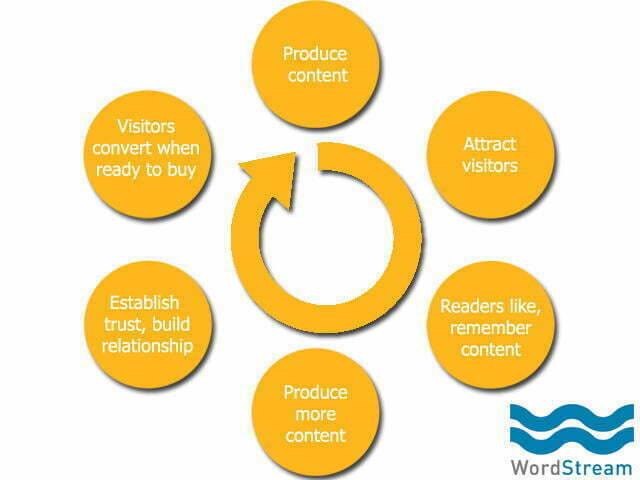 Produce
content
Attract
visitors
Readers like,
remember
content
Produce
more
content
Establish
trust, build
relationship
Visitors
convert when
ready to buy
WordStream